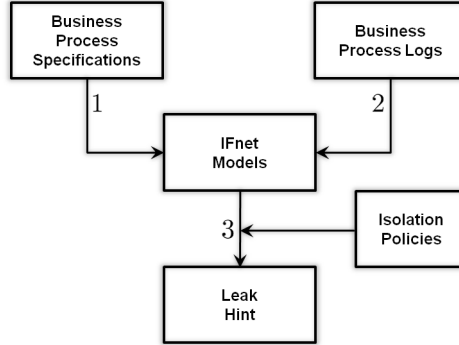 Business
Process
Specifications
Business
Process Logs
1
2
IFnet
Models
3
Isolation
Policies
Leak
Hint